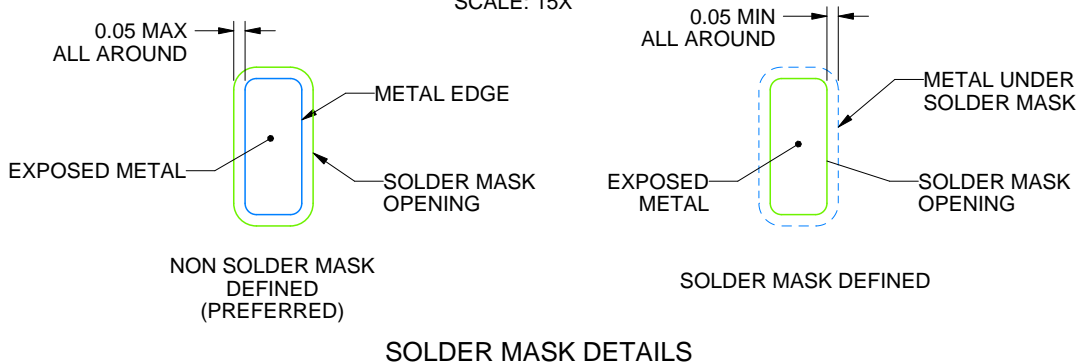 SCALE: 15X
0.05 MAX
ALL AROUND
METAL EDGE
EXPOSED METAL
SOLDER MASK
OPENING
NON SOLDER MASK
DEFINED
(PREFERRED)
0.05 MIN
ALL AROUND
METAL UNDER
SOLDER MASK
EXPOSED
METAL
SOLDER MASK
OPENING
SOLDER MASK DEFINED
SOLDER MASK DETAILS